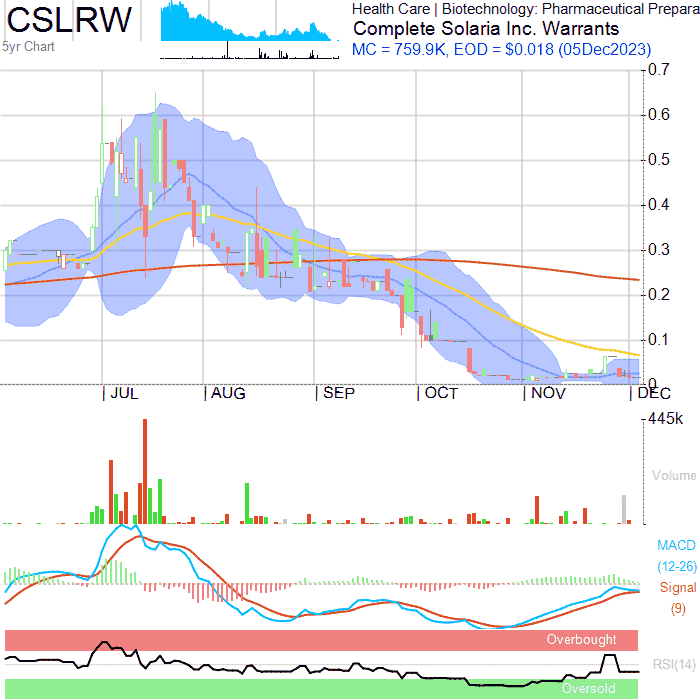 CSLRW
5yr Chart
Health Care | Biotechnology: Pharmaceutical Prepara
Complete Solaria Inc. Warrants
MC = 759.9K, EOD = $0.018 (05Dec2023)
0.7
0.6
0.5
0.4
0.3
0.2
0.1
0
JUL AUG SEP OCT NOV DEC
445k
Volume
MACD
(12-26)
Signal
(9)
Overbought
RSI(14)
Oversold